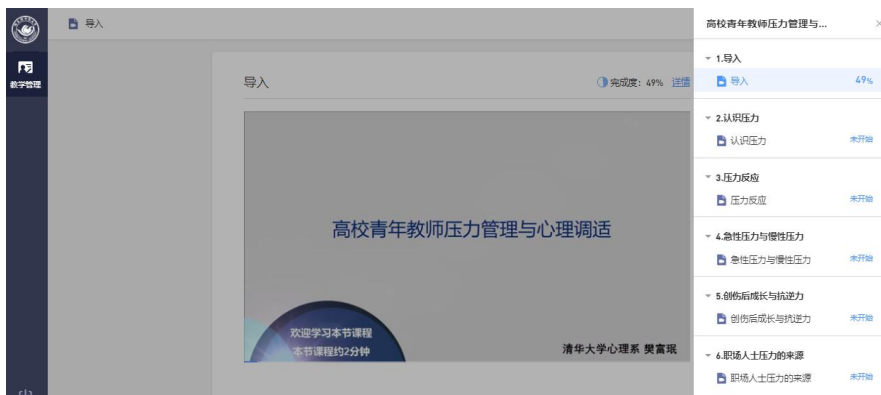 导入
教学管理
导入
完成度：49% 详情
高校青年教师压力管理与心理调适
欢迎学习本节课程
本节课程约2分钟
清华大学心理系 樊富珉
高校青年教师压力管理与...
1.导入
导入 49%
2.认识压力
认识压力 未开始
3.压力反应
压力反应 未开始
4.急性压力与慢性压力
急性压力与慢性压力 未开始
5.创伤后成长与抗逆力
创伤后成长与抗逆力 未开始
6.职场人士压力的来源
职场人士压力的来源 未开始